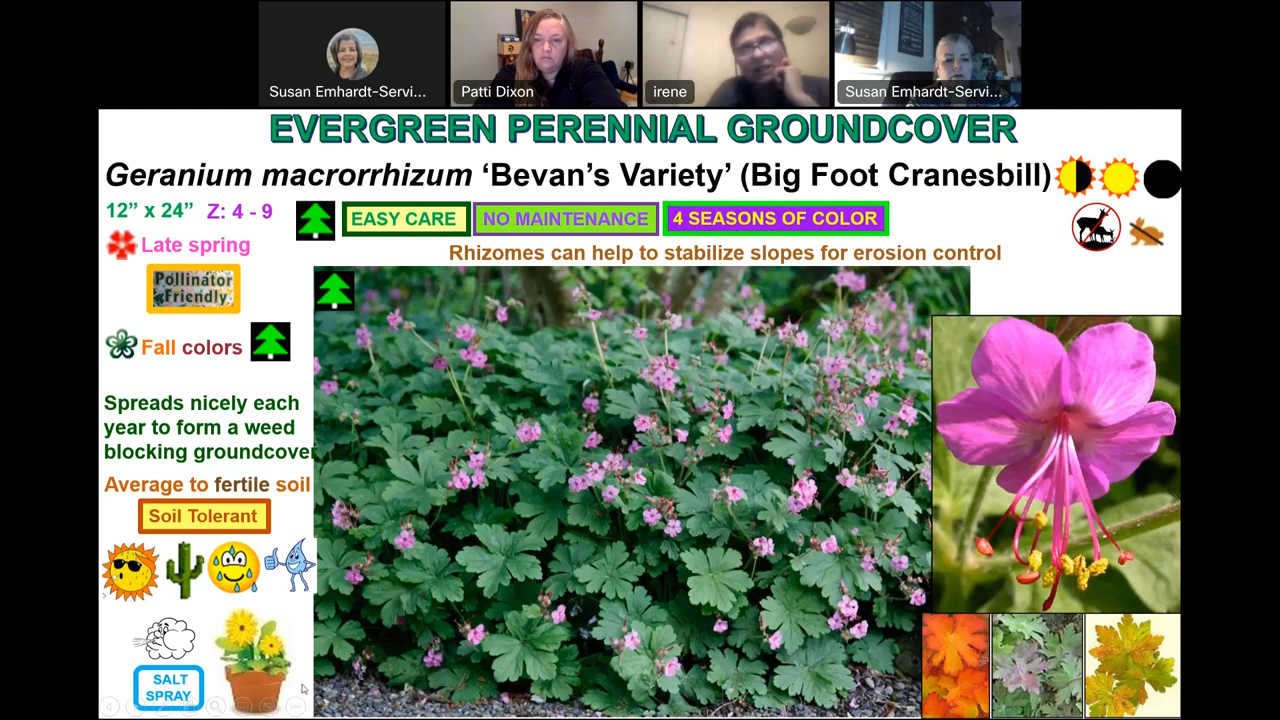 Susan Emhardt-Servi...
Patti Dixon
irene
Susan Emhardt-Servi...
EVERGREEN PERENNIAL GROUNDCOVER
Geranium macrorrhizum ‘Bevan’s Variety’ (Big Foot Cranesbill)
12” x 24” Z: 4 - 9
EASY CARE
NO MAINTENANCE
4 SEASONS OF COLOR
Late spring
Rhizomes can help to stabilize slopes for erosion control
Pollinator
Friendly
Fall colors
Spreads nicely each
year to form a weed
blocking groundcover
Average to fertile soil
Soil Tolerant
SALT
SPRAY